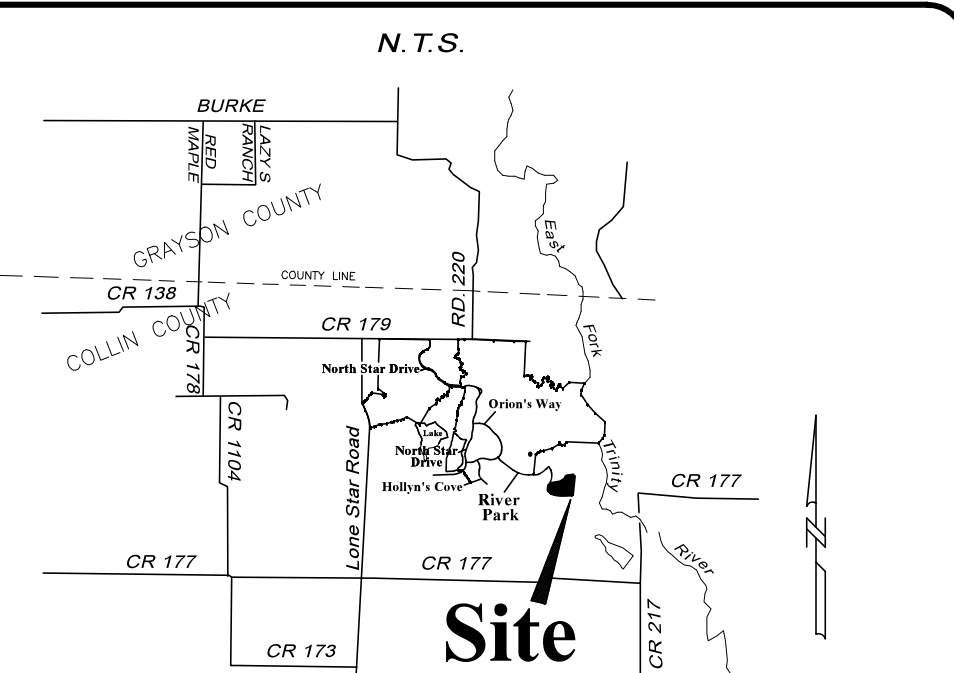 N.T.S.
BURKE
RED
MAPLE
LAZY S
RANCH
GRAYSON COUNTY
East
COUNTY LINE
RD. 220
CR 138
COLLIN COUNTY
CR 179
CR 178
Fork
North Star Drive
Orion's Way
CR 1104
Lake
North Star
Drive
Lone Star Road
Hollyn's Cove
River
Park
Trinity
CR 177
N
CR 177
CR 177
River
Site
CR 217
CR 173